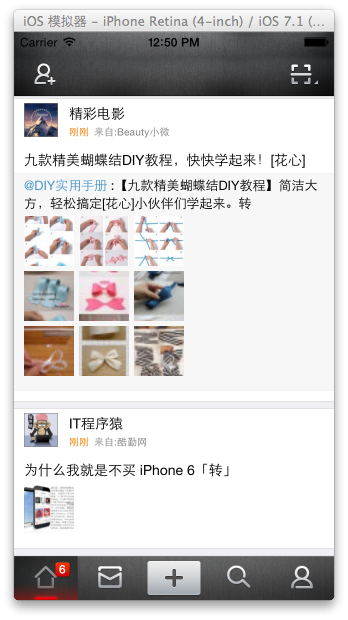 iOS 模拟器 – iPhone Retina (4-inch) / iOS 7.1 (...
Carrier 12:50 PM
精彩电影
刚刚 来自:Beauty小微
九款精美蝴蝶结DIY教程，快快学起来！[花心]
@DIY实用手册 :【九款精美蝴蝶结DIY教程】简洁大
方，轻松搞定[花心]小伙伴们学起来。转
IT程序猿
刚刚 来自:酷勤网
为什么我就是不买 iPhone 6「转」
6